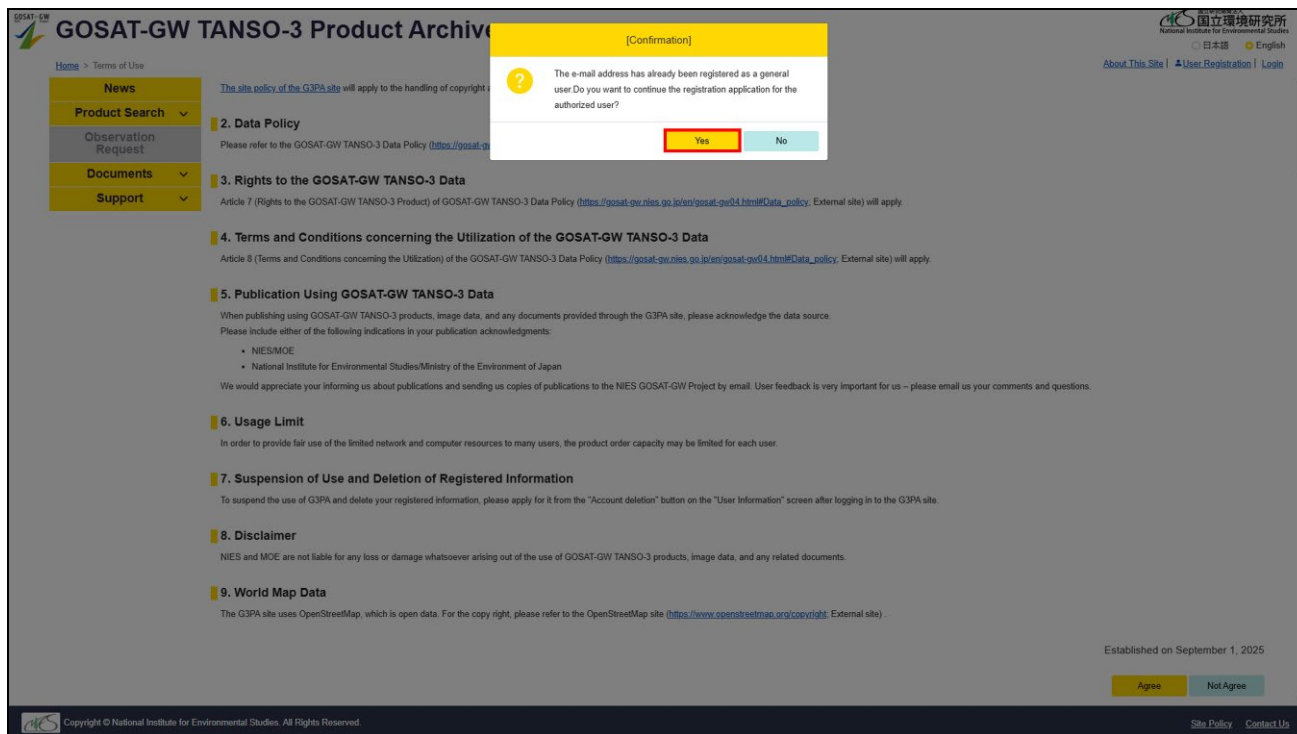 GOSAT-GW
GOSAT-GW TANSO-3 Product Archive
国立研究開発法人
国立環境研究所
National Institute for Environmental Studies
日本語 English
Home > Terms of Use
About This Site | User Registration | Login
[Confirmation]
The e-mail address has already been registered as a general
user.Do you want to continue the registration application for the
authorized user?
Yes No
News
Product Search
Observation
Request
Documents
Support
The site policy of the G3PA site will apply to the handling of copyright
2. Data Policy
Please refer to the GOSAT-GW TANSO-3 Data Policy (https://gosat-gw
3. Rights to the GOSAT-GW TANSO-3 Data
Article 7 (Rights to the GOSAT-GW TANSO-3 Product) of GOSAT-GW TANSO-3 Data Policy (https://gosat-gw.nies.go.jp/en/gosat-gw04.html#Data_policy; External site) will apply.
4. Terms and Conditions concerning the Utilization of the GOSAT-GW TANSO-3 Data
Article 8 (Terms and Conditions concerning the Utilization) of the GOSAT-GW TANSO-3 Data Policy (https://gosat-gw.nies.go.jp/en/gosat-gw04.html#Data_policy; External site) will apply.
5. Publication Using GOSAT-GW TANSO-3 Data
When publishing using GOSAT-GW TANSO-3 products, image data, and any documents provided through the G3PA site, please acknowledge the data source.
Please include either of the following indications in your publication acknowledgments:
• NIES/MOE
• National Institute for Environmental Studies/Ministry of the Environment of Japan
We would appreciate your informing us about publications and sending us copies of publications to the NIES GOSAT-GW Project by email. User feedback is very important for us – please email us your comments and questions.
6. Usage Limit
In order to provide fair use of the limited network and computer resources to many users, the product order capacity may be limited for each user.
7. Suspension of Use and Deletion of Registered Information
To suspend the use of G3PA and delete your registered information, please apply for it from the "Account deletion" button on the "User Information" screen after logging in to the G3PA site.
8. Disclaimer
NIES and MOE are not liable for any loss or damage whatsoever arising out of the use of GOSAT-GW TANSO-3 products, image data, and any related documents.
9. World Map Data
The G3PA site uses OpenStreetMap, which is open data. For the copy right, please refer to the OpenStreetMap site (https://www.openstreetmap.org/copyright; External site) .
Established on September 1, 2025
Agree Not Agree
Copyright © National Institute for Environmental Studies. All Rights Reserved.
Site Policy Contact Us